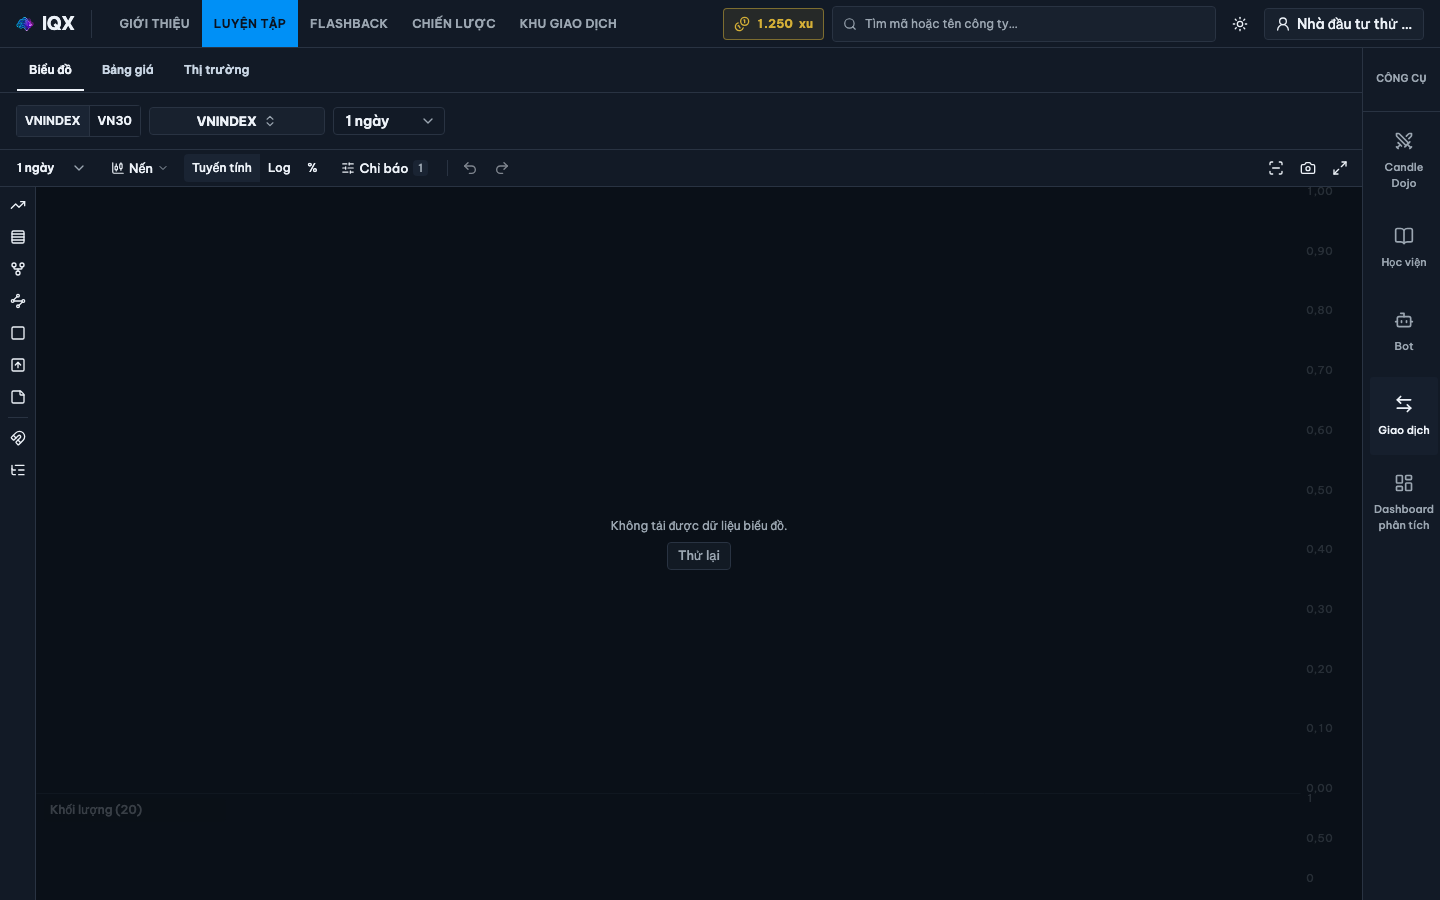 IQX
GIỚI THIỆU
LUYỆN TẬP
FLASHBACK
CHIẾN LƯỢC
KHU GIAO DỊCH
1.250 xu
Tìm mã hoặc tên công ty...
Nhà đầu tư thử ...
Biểu đồ
Bảng giá
Thị trường
CÔNG CỤ
VNINDEX
VN30
VNINDEX
1 ngày
1 ngày
Nến
Tuyến tính
Log
%
Chỉ báo 1
Candle
Dojo
Học viện
Bot
Giao dịch
Dashboard
phân tích
1,00
0,90
0,80
0,70
0,60
0,50
0,40
0,30
0,20
0,10
0,00
Không tải được dữ liệu biểu đồ.
Thử lại
Khối lượng (20)
1
0,50
0